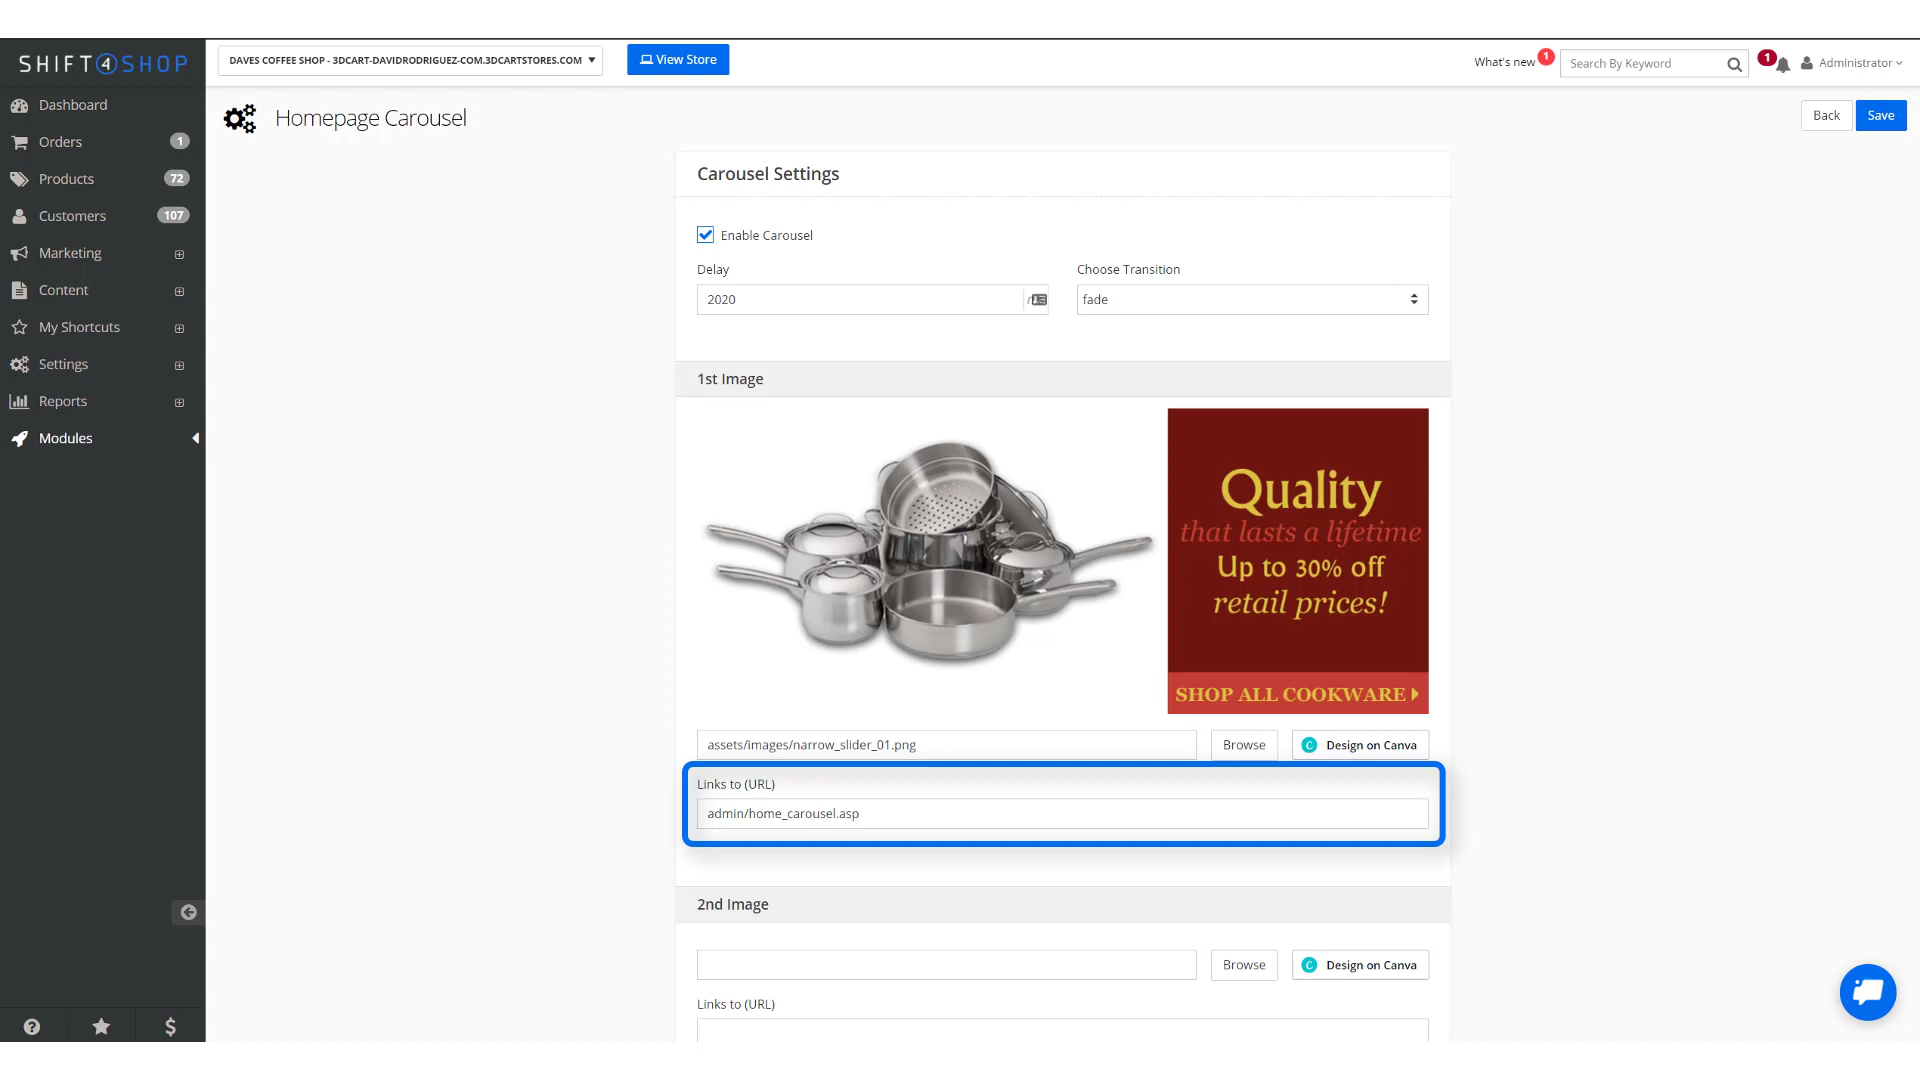 SHIFT4SHOP
DAVES COFFEE SHOP - 3DCART-DAVIDRODRIGUEZ-COM.3DCARTSTORES.COM
View Store
What's new 1
Search By Keyword
1
Administrator
Dashboard
Orders 1
Products 72
Customers 107
Marketing
Content
My Shortcuts
Settings
Reports
Modules
Homepage Carousel
Back
Save
Carousel Settings
Enable Carousel
Delay
Choose Transition
2020
fade
1st Image
Quality
that lasts a lifetime
Up to 30% off
retail prices!
SHOP ALL COOKWARE
assets/images/narrow_slider_01.png
Browse
Design on Canva
Links to (URL)
admin/home_carousel.asp
2nd Image
Browse
Design on Canva
Links to (URL)